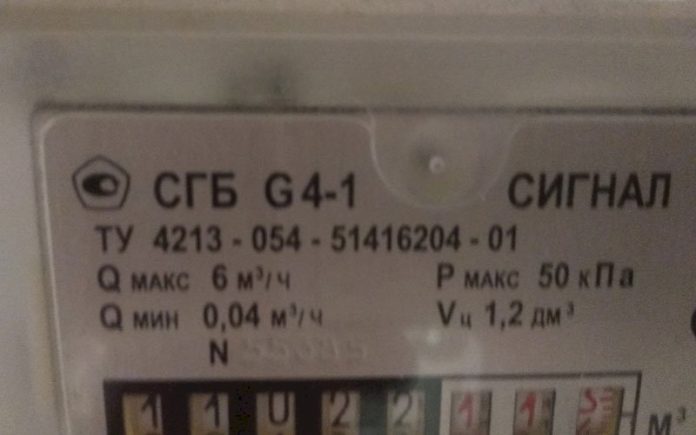 СГБ G4-1 СИГНАЛ
ТУ 4213 - 054 - 51416204 - 01
Q МАКС 6 м³/ч P МАКС 50 кПа
Q МИН 0,04 м³/ч Vц 1,2 дм³
N
1 1 0 2 2 1 1 м³